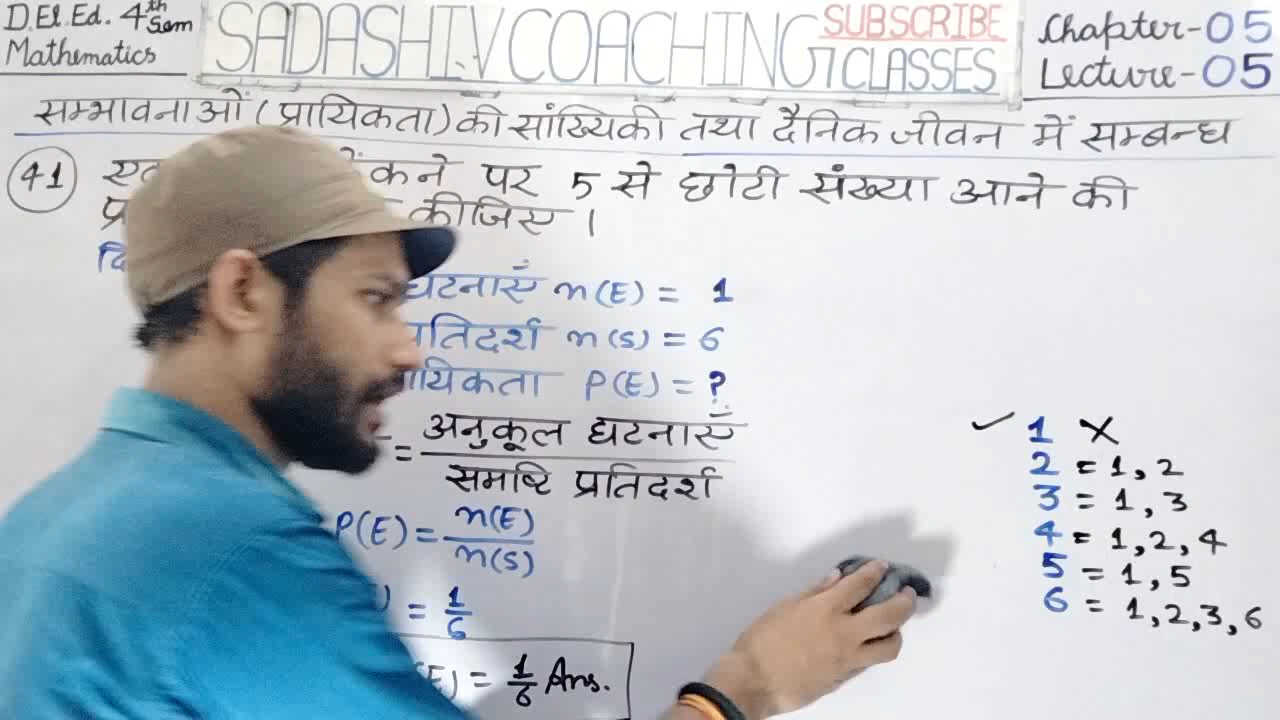 D.El.Ed. 4th Sem
Mathematics
SADASHIV COACHING CLASSES
SUBSCRIBE
Chapter-05
Lecture-05
सम्भावनाओं (प्रायिकता) की सांख्यिकी तथा दैनिक जीवन में सम्बन्ध
41 पर 5 से छोटी संख्या आने की
कीजिए।
घटनाएँ n(E) = 1
n(S) = 6
P(E) = ?
= अनुकूल घटनाएँ
समष्टि प्रतिदर्श
P(E) = n(E)
n(S)
= 1/6
= 1/6 Ans.
✓ 1 ×
2 = 1, 2
3 = 1, 3
4 = 1, 2, 4
5 = 1, 5
6 = 1, 2, 3, 6